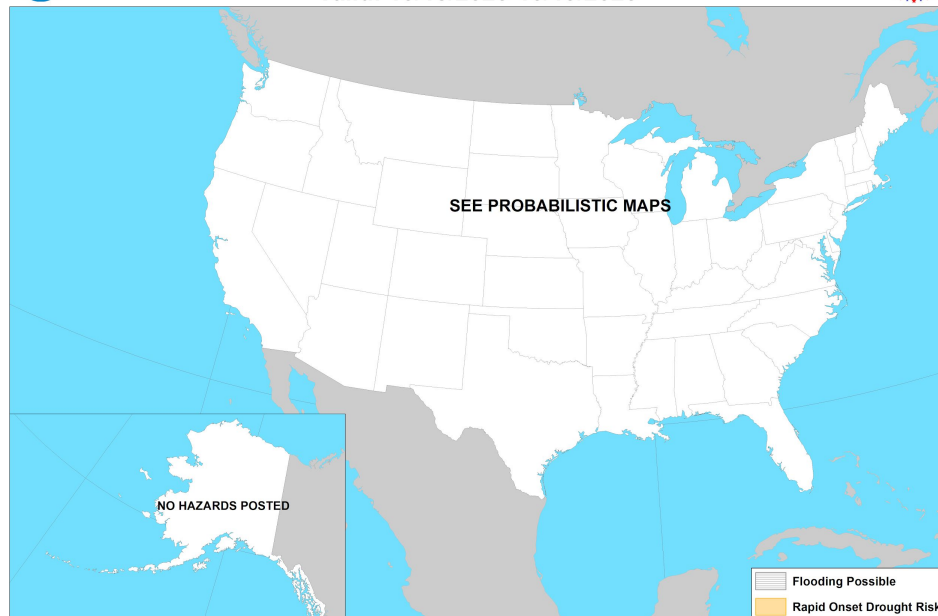 SEE PROBABILISTIC MAPS
NO HAZARDS POSTED
Flooding Possible
Rapid Onset Drought Risk